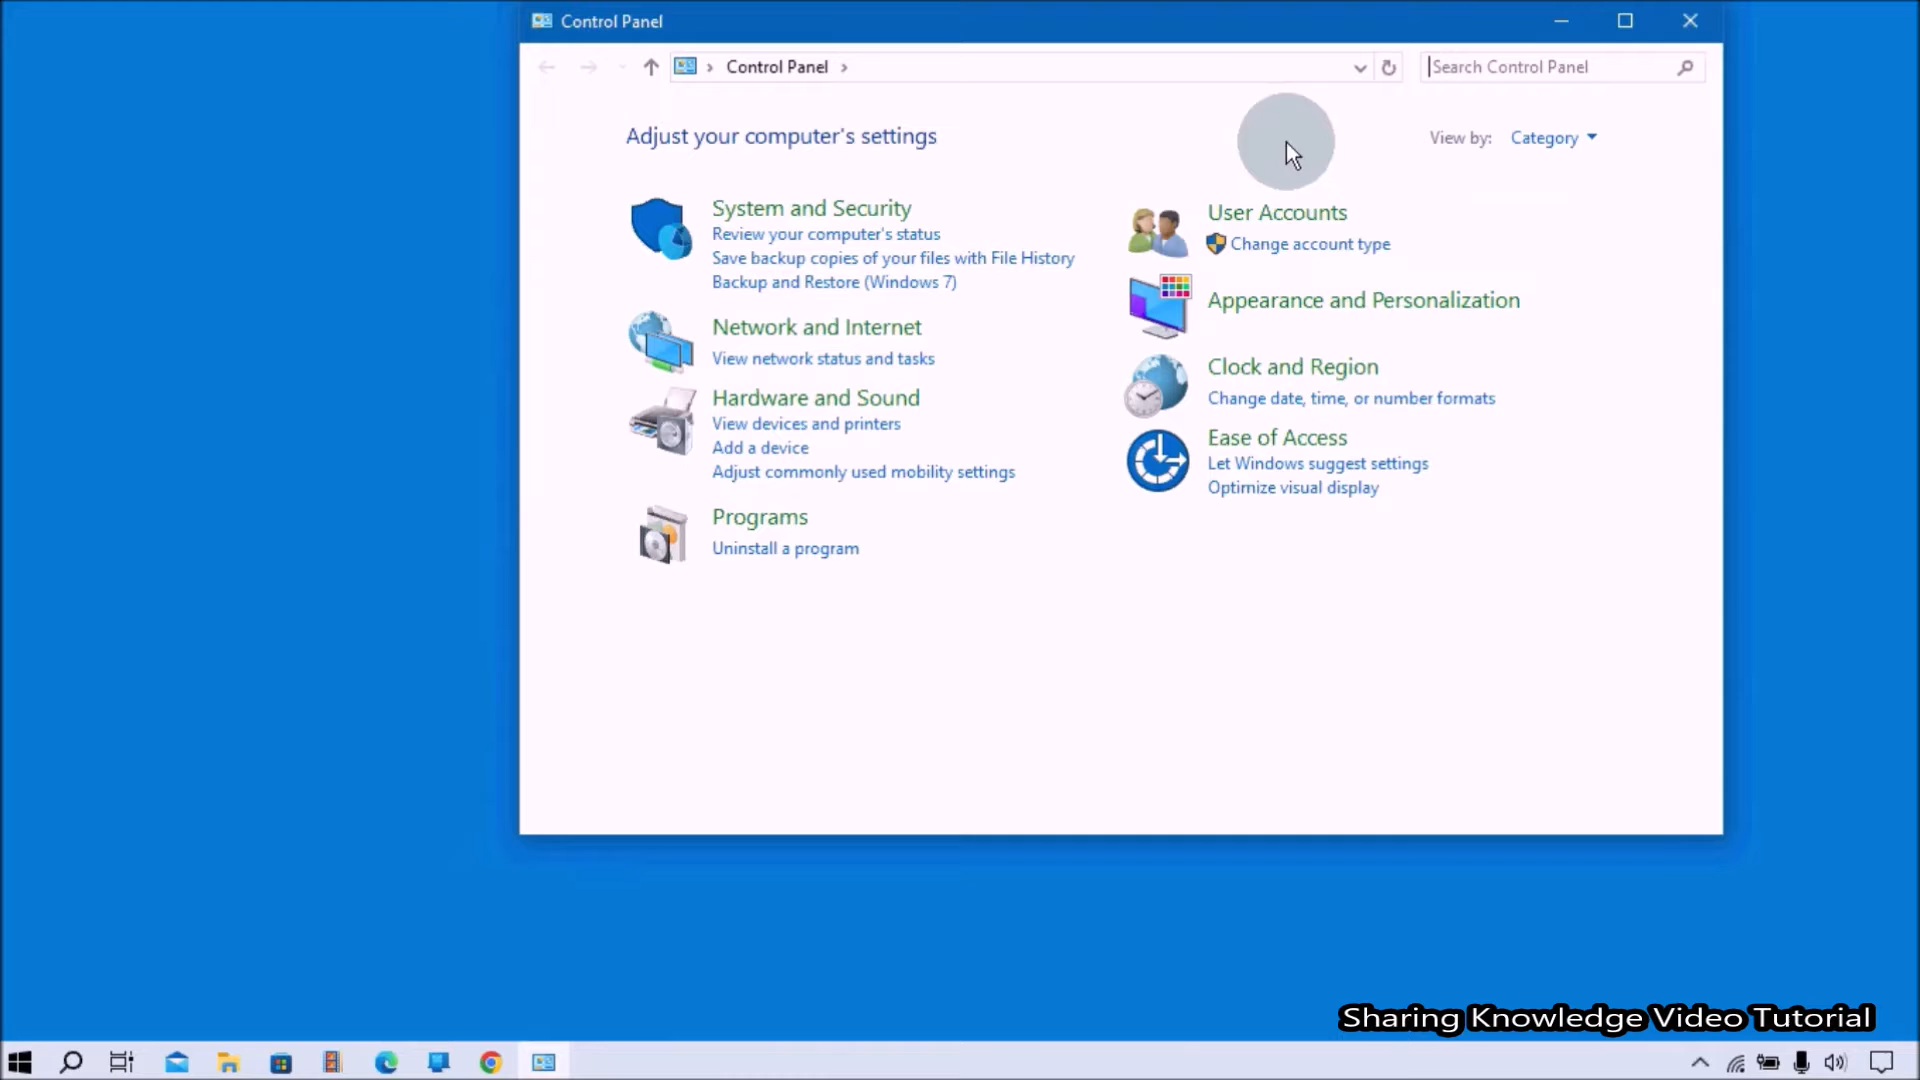 Control Panel
Control Panel
Search Control Panel
Adjust your computer's settings
View by: Category
System and Security
Review your computer's status
Save backup copies of your files with File History
Backup and Restore (Windows 7)
Network and Internet
View network status and tasks
Hardware and Sound
View devices and printers
Add a device
Adjust commonly used mobility settings
Programs
Uninstall a program
User Accounts
Change account type
Appearance and Personalization
Clock and Region
Change date, time, or number formats
Ease of Access
Let Windows suggest settings
Optimize visual display
Sharing Knowledge Video Tutorial